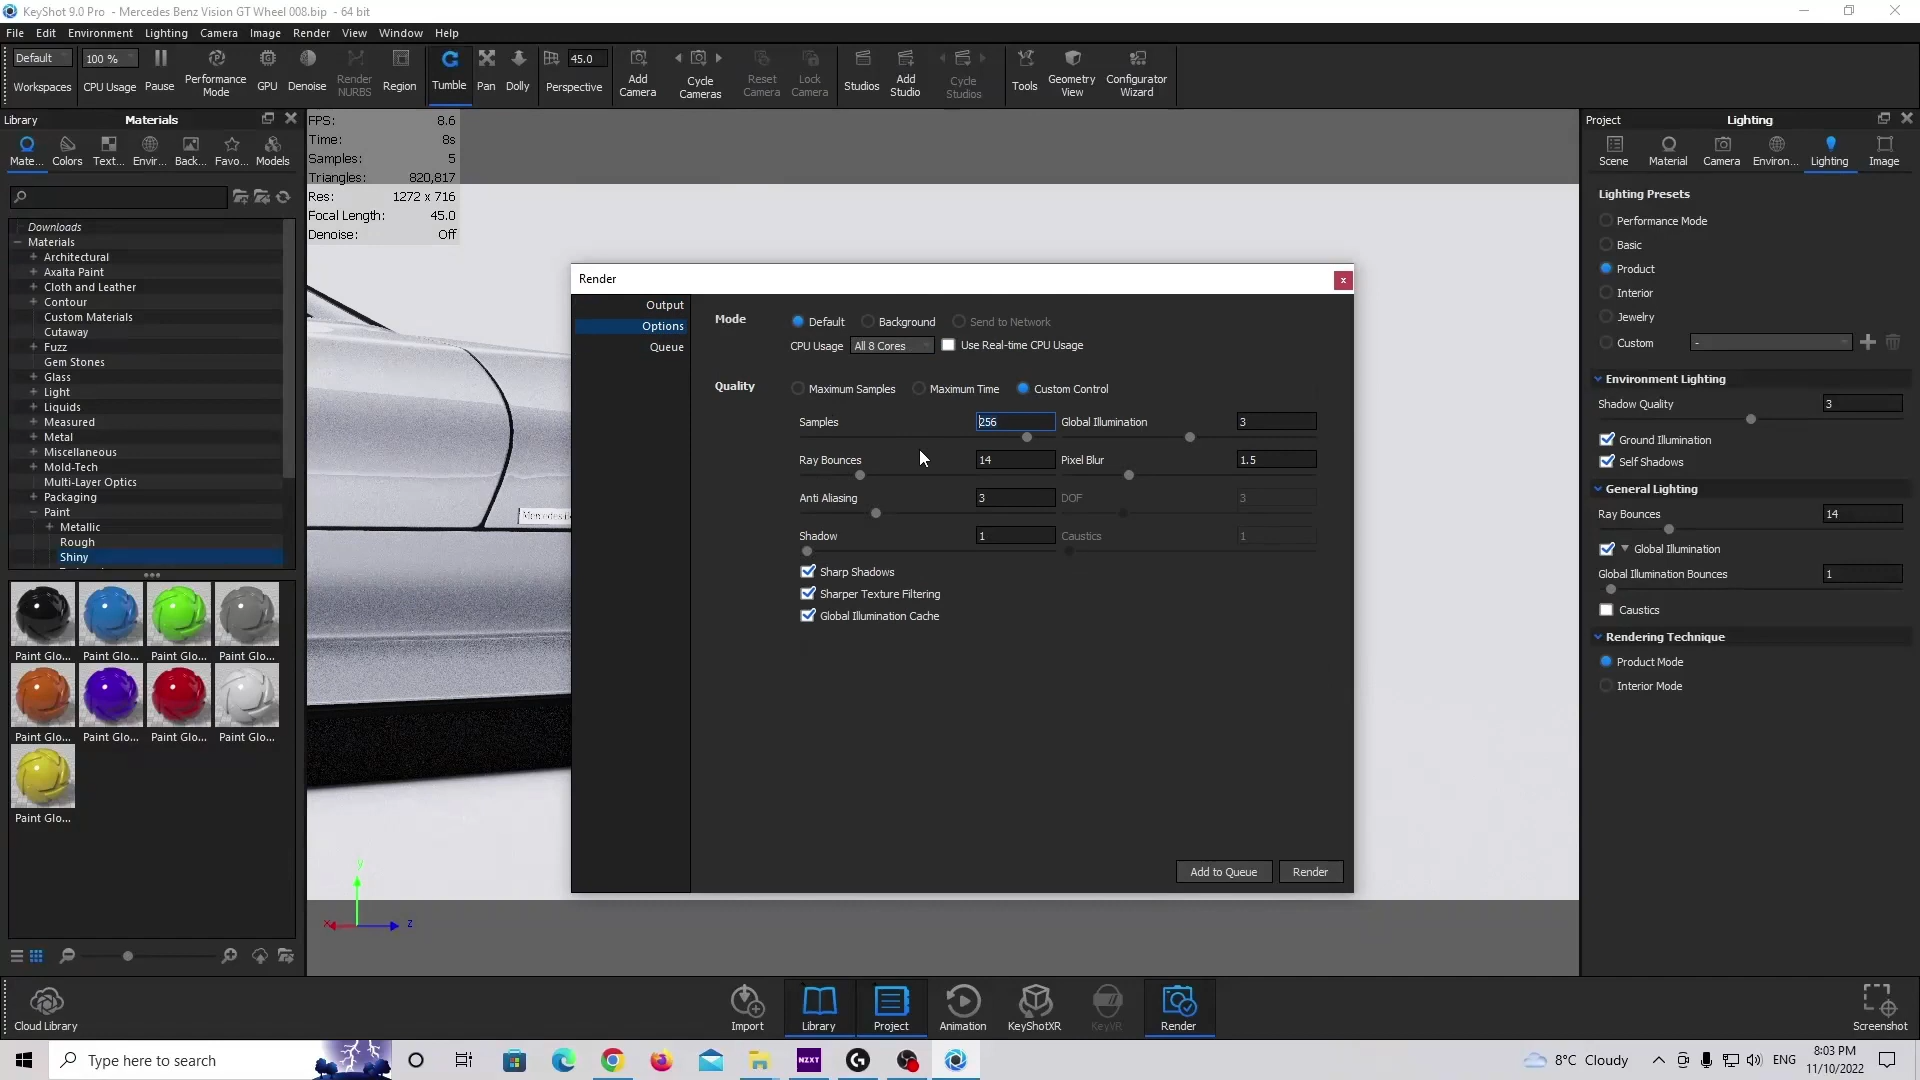 KeyShot 9.0 Pro - Mercedes Benz Vision GT Wheel 008.bip - 64 bit
File Edit Environment Lighting Camera Image Render View Window Help
Default 100 % 45.0
Workspaces CPU Usage Pause Performance Mode GPU Denoise Render NURBS Region Tumble Pan Dolly Perspective Add Camera Cycle Cameras Reset Camera Lock Camera Studios Add Studio Cycle Studios Tools Geometry View Configurator Wizard
Library Materials
Mate... Colors Text... Envir... Back... Favo... Models
Downloads
Materials
Architectural
Axalta Paint
Cloth and Leather
Contour
Custom Materials
Cutaway
Fuzz
Gem Stones
Glass
Light
Liquids
Measured
Metal
Miscellaneous
Mold-Tech
Multi-Layer Optics
Packaging
Paint
Metallic
Rough
Shiny
Paint Glo... Paint Glo... Paint Glo... Paint Glo...
Paint Glo... Paint Glo... Paint Glo... Paint Glo...
Paint Glo...
FPS: 8.6
Time: 8s
Samples: 5
Triangles: 820,817
Res: 1272 x 716
Focal Length: 45.0
Denoise: Off
y
x z
Render x
Output
Options
Queue
Mode Default Background Send to Network
CPU Usage All 8 Cores Use Real-time CPU Usage
Quality Maximum Samples Maximum Time Custom Control
Samples 256 Global Illumination 3
Ray Bounces 14 Pixel Blur 1.5
Anti Aliasing 3 DOF 3
Shadow 1 Caustics 1
Sharp Shadows
Sharper Texture Filtering
Global Illumination Cache
Add to Queue Render
Project Lighting
Scene Material Camera Environ... Lighting Image
Lighting Presets
Performance Mode
Basic
Product
Interior
Jewelry
Custom -
Environment Lighting
Shadow Quality 3
Ground Illumination
Self Shadows
General Lighting
Ray Bounces 14
Global Illumination
Global Illumination Bounces 1
Caustics
Rendering Technique
Product Mode
Interior Mode
Cloud Library Import Library Project Animation KeyShotXR KeyVR Render Screenshot
Type here to search NZXT 8°C Cloudy ENG 8:03 PM
11/10/2022